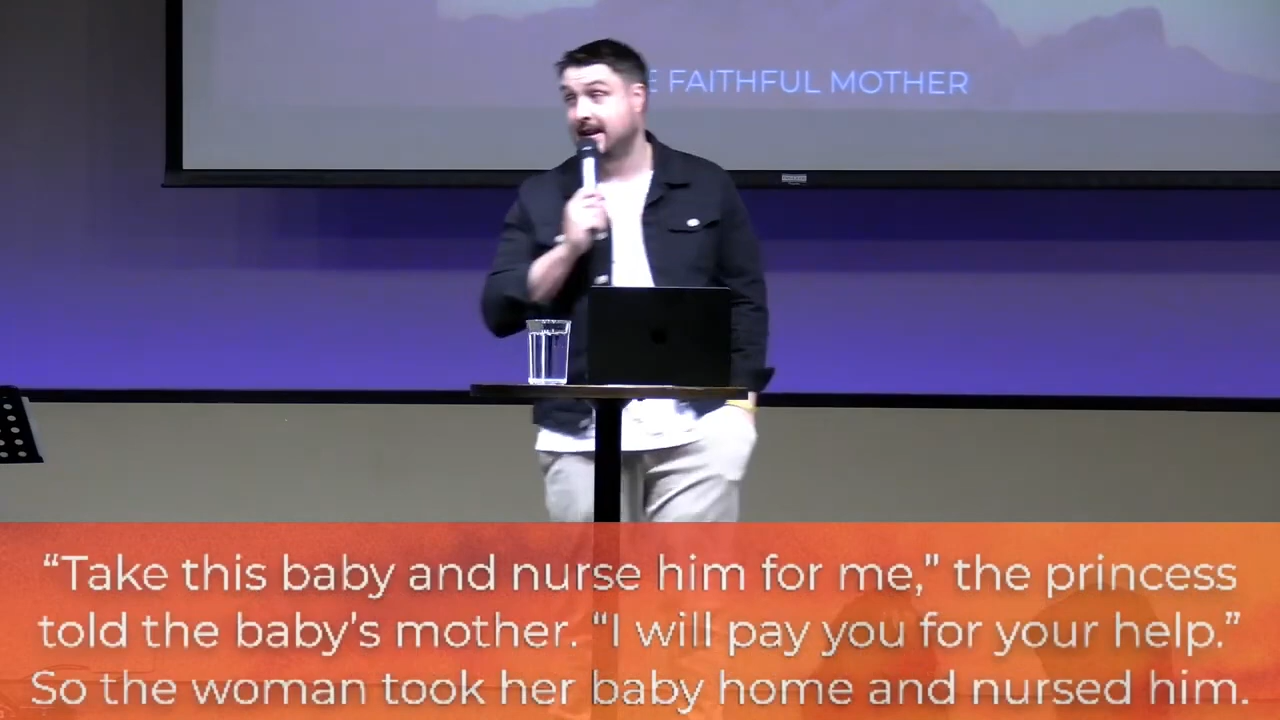 FAITHFUL MOTHER
“Take this baby and nurse him for me,” the princess
told the baby’s mother. “I will pay you for your help.”
So the woman took her baby home and nursed him.